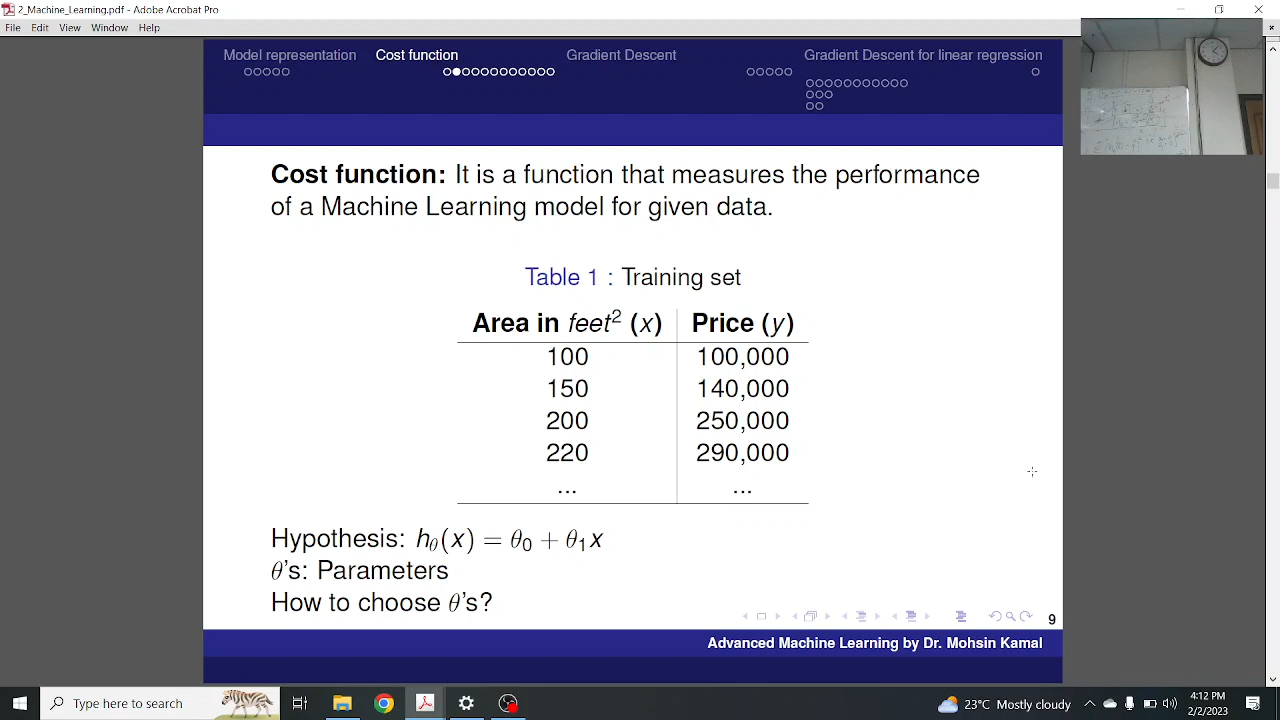 2_Machine_Learning.pdf - Adobe Acrobat Pro
File Edit View Window Help
Model representation Cost function Gradient Descent Gradient Descent for linear regression
Cost function: It is a function that measures the performance
of a Machine Learning model for given data.
Table 1 : Training set
Area in feet² (x) Price (y)
100 100,000
150 140,000
200 250,000
220 290,000
... ...
Hypothesis: hθ(x) = θ₀ + θ₁x
θ's: Parameters
How to choose θ's?
9
Advanced Machine Learning by Dr. Mohsin Kamal
Type here to search
23°C Mostly cloudy
4:12 PM
2/2/2023